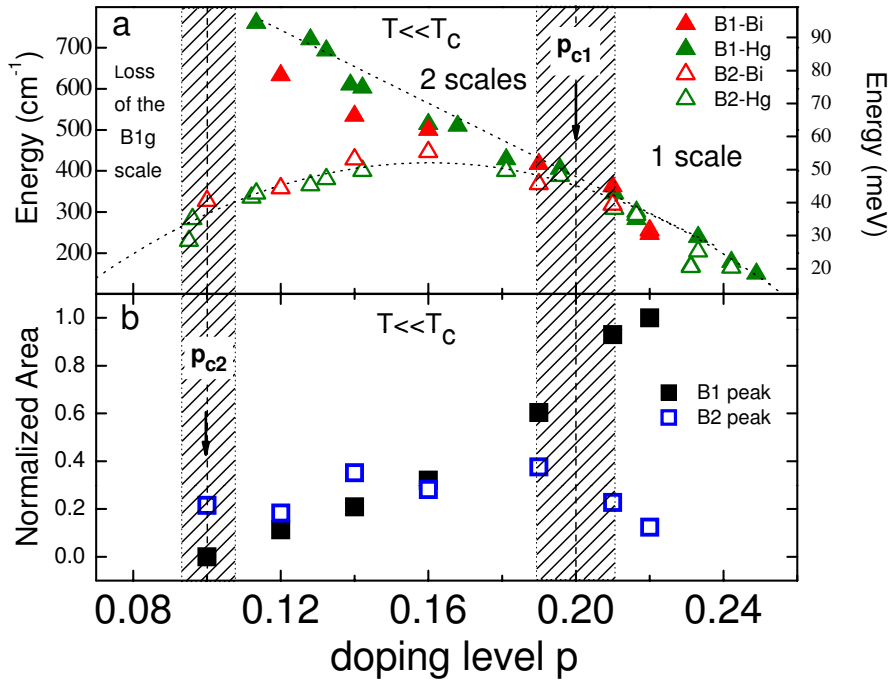 a
T<<Tc
pc1
B1-Bi
B1-Hg
B2-Bi
B2-Hg
Loss
of the
B1g
scale
2 scales
1 scale
Energy (cm-1)
700
600
500
400
300
200
Energy (meV)
90
80
70
60
50
40
30
20
b
T<<Tc
pc2
B1 peak
B2 peak
Normalized Area
1.0
0.8
0.6
0.4
0.2
0.0
0.08 0.12 0.16 0.20 0.24
doping level p